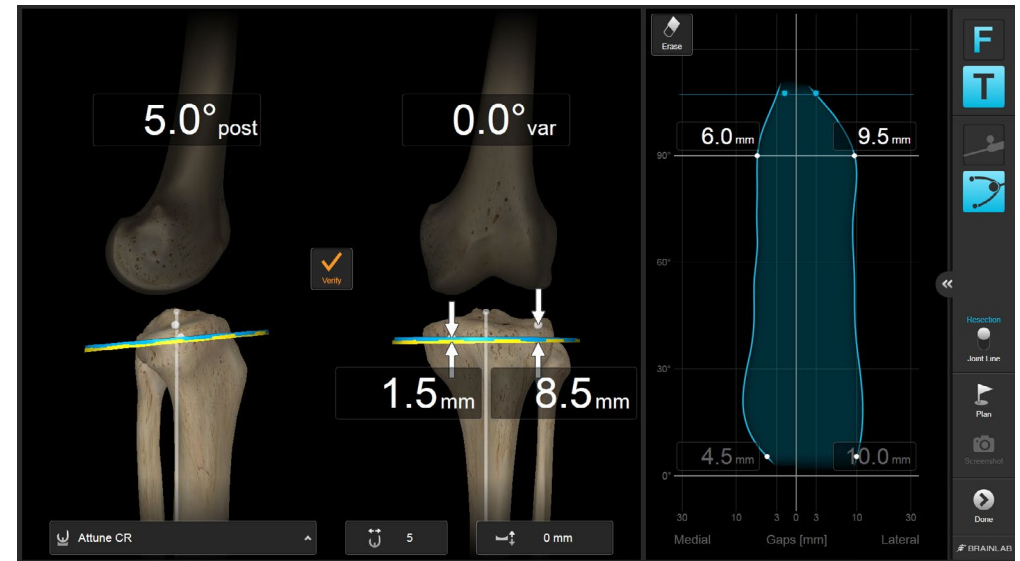 Erase
F
T
5.0° post
0.0° var
6.0 mm
9.5 mm
90°
Verify
60°
Resection
Joint Line
1.5 mm
8.5 mm
30°
Plan
4.5 mm
10.0 mm
Screenshot
0°
Done
30 10 3 0 3 10 30
Attune CR
5
0 mm
Medial Gaps [mm] Lateral
BRAINLAB